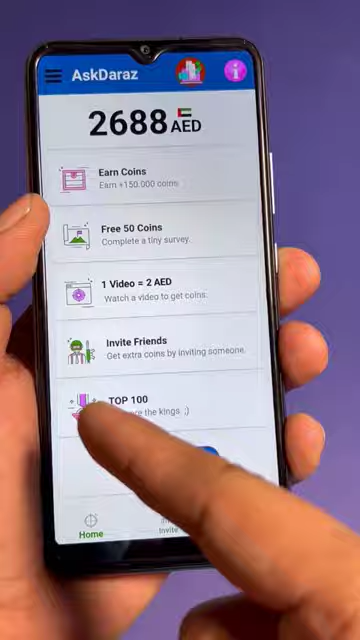 AskDaraz
2688 AED
Earn Coins
Earn +150.000 coins
Free 50 Coins
Complete a tiny survey.
1 Video = 2 AED
Watch a video to get coins.
Invite Friends
Get extra coins by inviting someone.
TOP 100
the kings ;)
Home
Invite